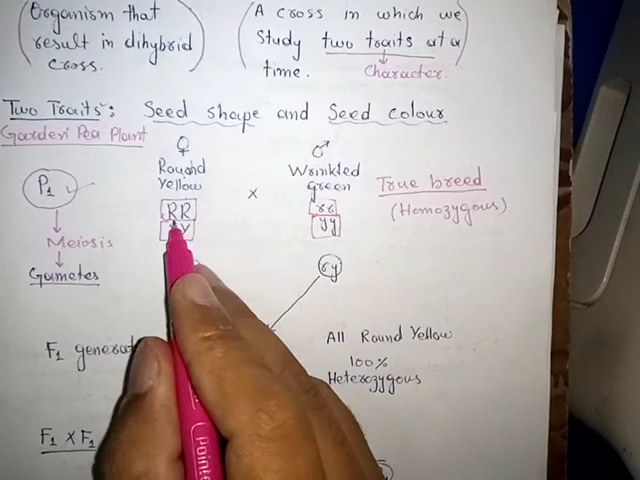 Organism that
result in dihybrid
cross.
A cross in which we
study two traits at a
time.
Character.
Two Traits: Seed shape and Seed colour
Garden Pea Plant
♀
Round
Yellow
RR
Y
x
♂
Wrinkled
green
rr
yy
True breed
(Homozygous)
P1
Meiosis
Gametes
ry
F1
All Round Yellow
100%
Heterozygous
F1 X F1
Pointe